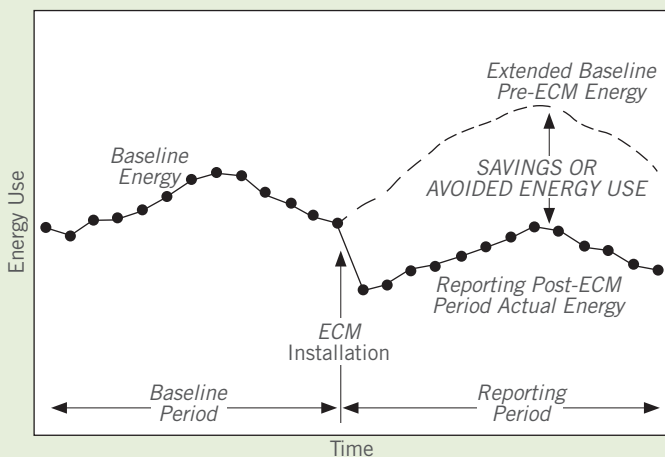 Extended Baseline
Pre-ECM Energy
Baseline
Energy
SAVINGS OR
AVOIDED ENERGY USE
Energy Use
Reporting Post-ECM
Period Actual Energy
ECM
Installation
Baseline
Period
Reporting
Period
Time